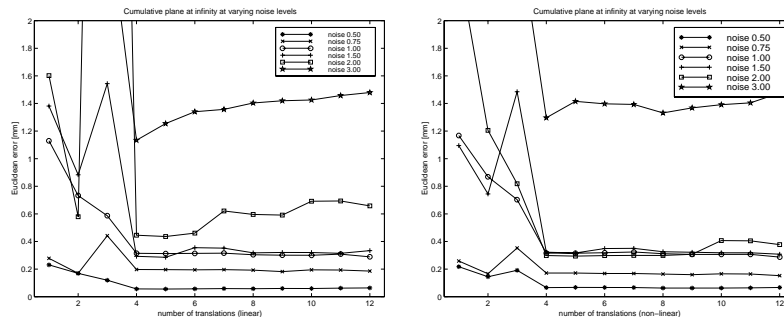 Cumulative plane at infinity at varying noise levels
2
1.8
1.6
1.4
1.2
1
0.8
0.6
0.4
0.2
0
Euclidean error [mm]
noise 0.50
noise 0.75
noise 1.00
noise 1.50
noise 2.00
noise 3.00
2 4 6 8 10 12
number of translations (linear)
Cumulative plane at infinity at varying noise levels
2
1.8
1.6
1.4
1.2
1
0.8
0.6
0.4
0.2
0
Euclidean error [mm]
noise 0.50
noise 0.75
noise 1.00
noise 1.50
noise 2.00
noise 3.00
2 4 6 8 10 12
number of translations (non−linear)